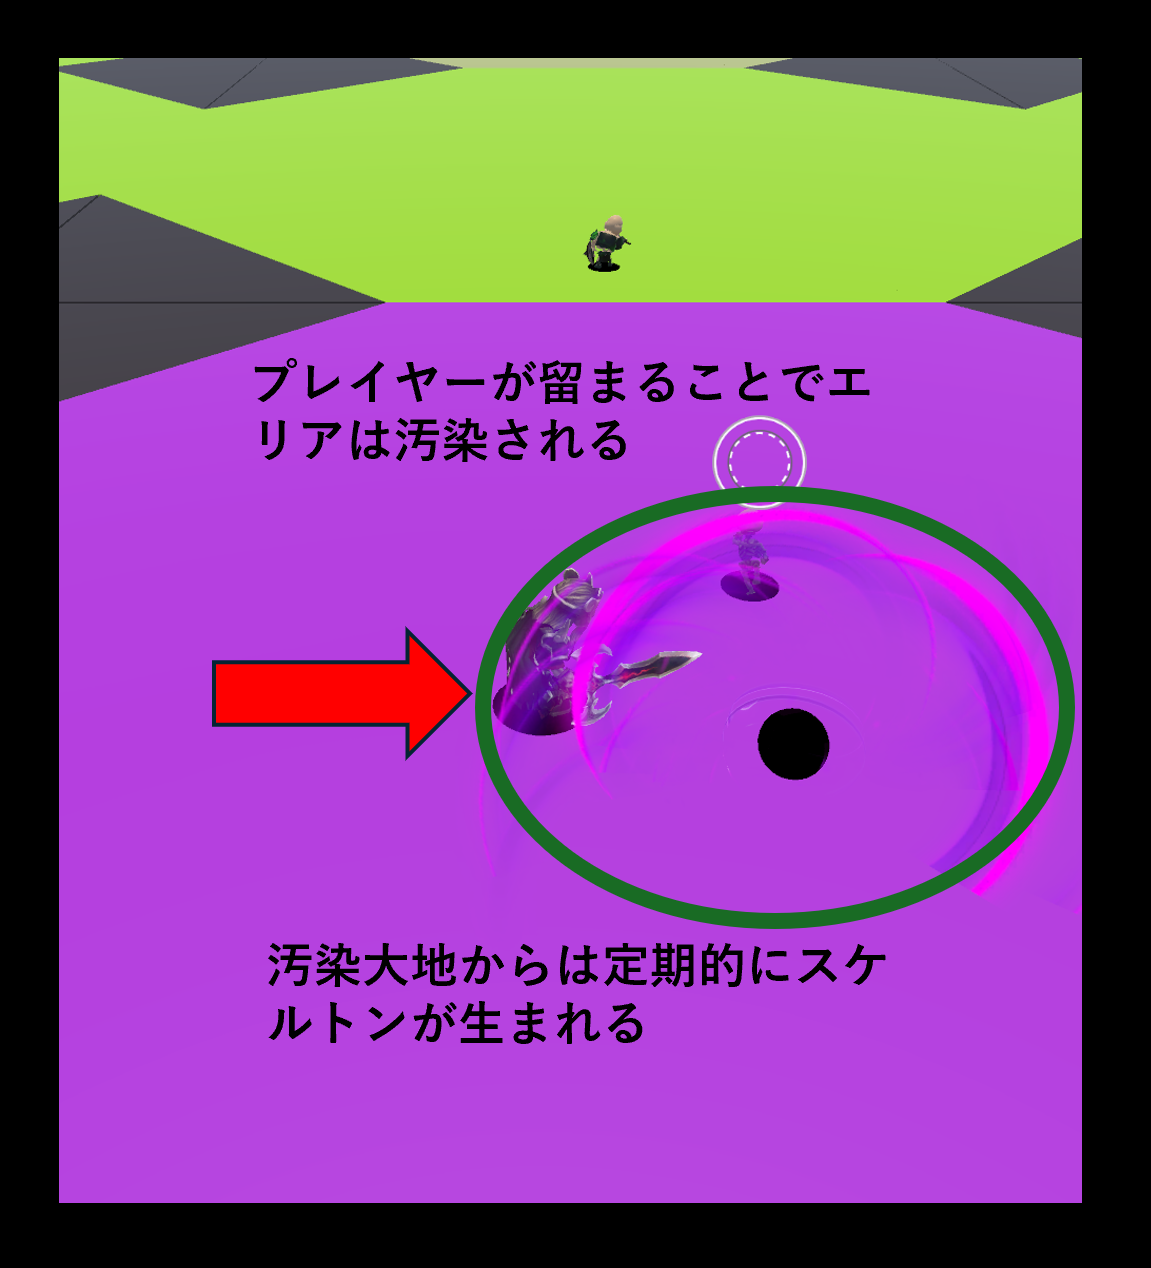 プレイヤーが留まることでエ
リアは汚染される
汚染大地からは定期的にスケ
ルトンが生まれる